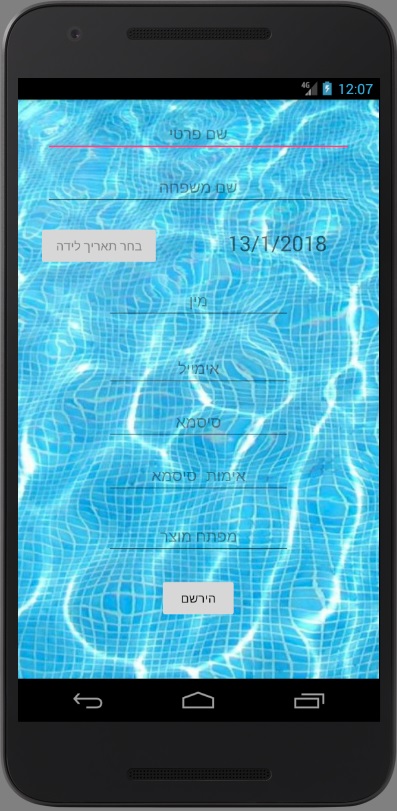 4G 12:07
שם פרטי
שם משפחה
13/1/2018 בחר תאריך לידה
מין
אימייל
סיסמא
אימות סיסמא
מפתח מוצר
הירשם